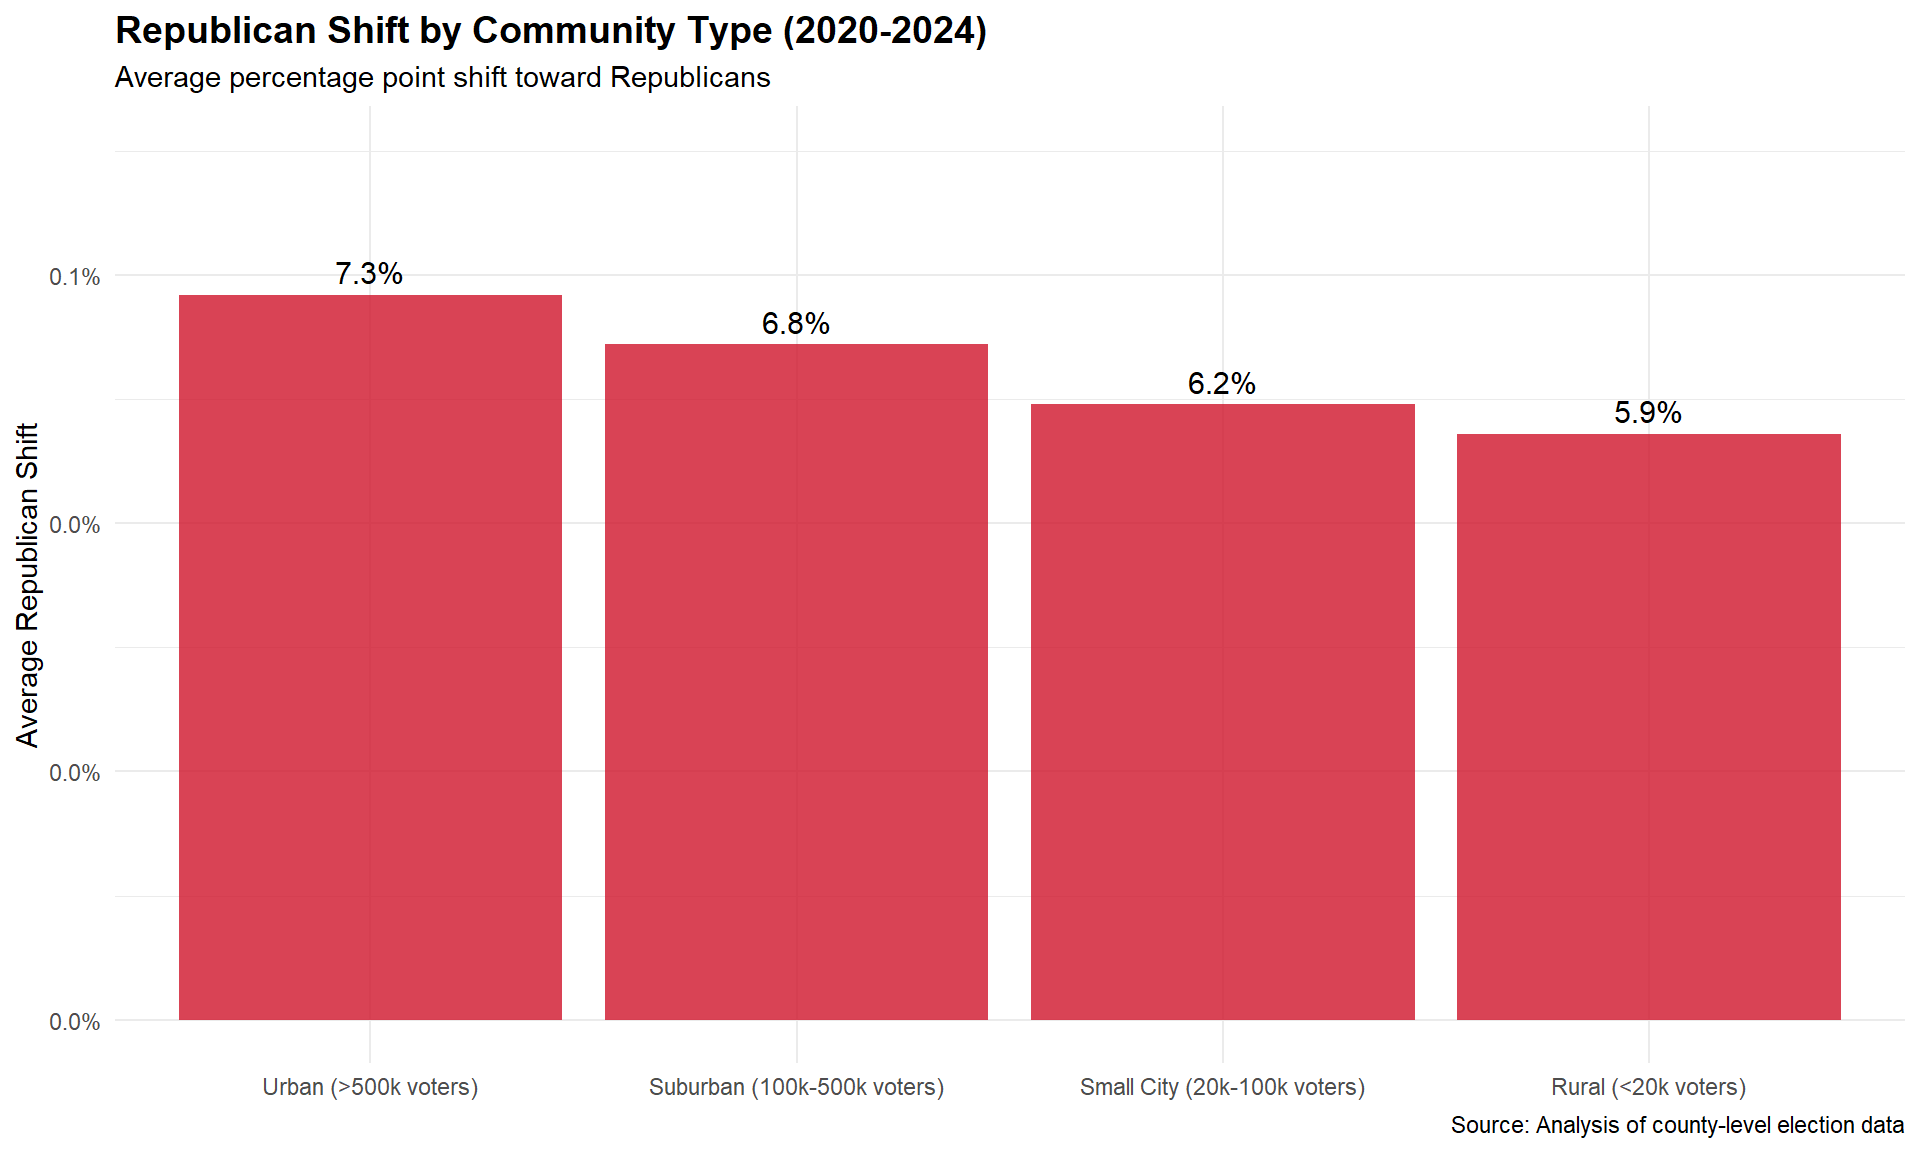 Republican Shift by Community Type (2020-2024)
Average percentage point shift toward Republicans
Average Republican Shift
0.1%
0.0%
0.0%
0.0%
7.3%
6.8%
6.2%
5.9%
Urban (>500k voters)
Suburban (100k-500k voters)
Small City (20k-100k voters)
Rural (<20k voters)
Source: Analysis of county-level election data